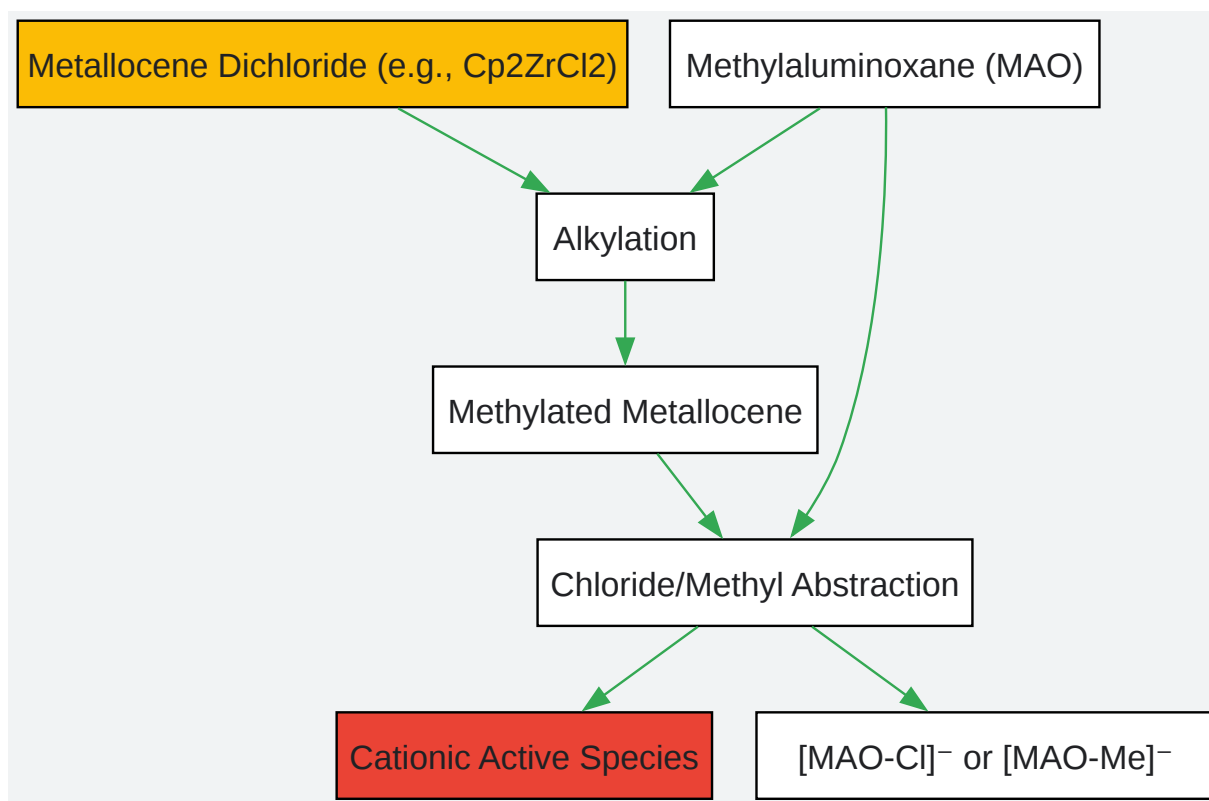 Metallocene Dichloride (e.g., Cp2ZrCl2)
Methylaluminoxane (MAO)
Alkylation
Methylated Metallocene
Chloride/Methyl Abstraction
Cationic Active Species
[MAO-Cl]⁻ or [MAO-Me]⁻